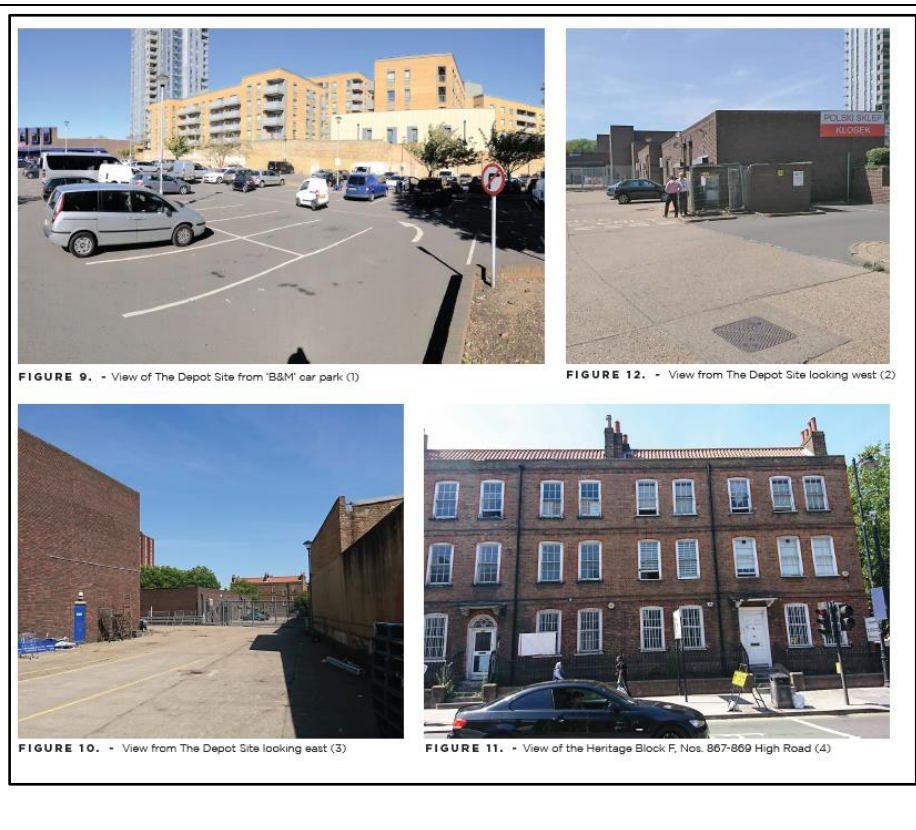 FIGURE 9. - View of The Depot Site from 'B&M' car park (1)
POLSKI SKLEP
KLOSEK
FIGURE 12. - View from The Depot Site looking west (2)
FIGURE 10. - View from The Depot Site looking east (3)
FIGURE 11. - View of the Heritage Block F, Nos. 867-869 High Road (4)